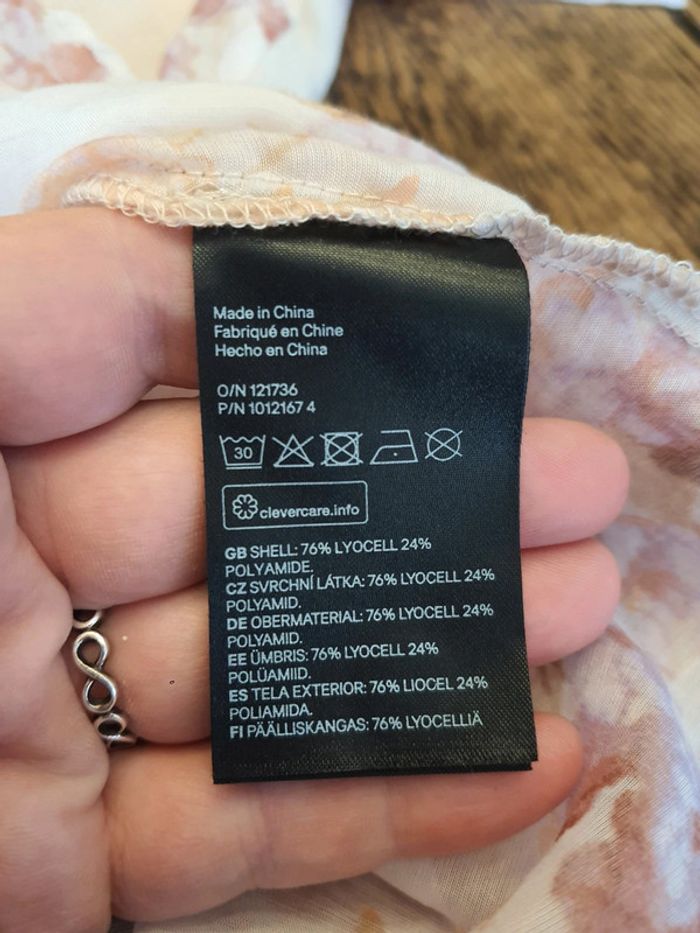 Made in China
Fabriqué en Chine
Hecho en China
O/N 121736
P/N 1012167 4
30
clevercare.info
GB SHELL: 76% LYOCELL 24%
POLYAMIDE.
CZ SVRCHNÍ LÁTKA: 76% LYOCELL 24%
POLYAMID.
DE OBERMATERIAL: 76% LYOCELL 24%
POLYAMID.
EE ÜMBRIS: 76% LYOCELL 24%
POLÜAMIID.
ES TELA EXTERIOR: 76% LIOCEL 24%
POLIAMIDA.
FI PÄÄLLISKANGAS: 76% LYOCELLIÄ